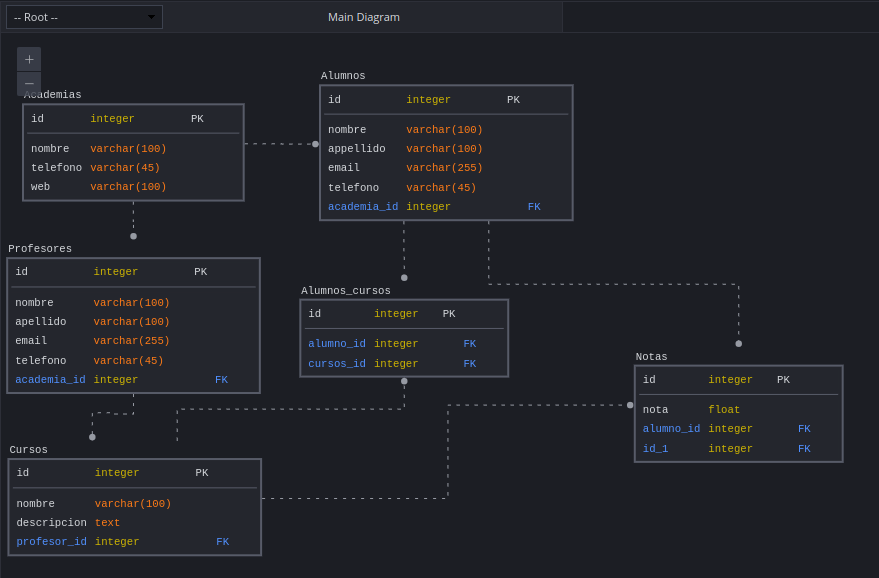 -- Root --
Main Diagram
+
−
Academias
id integer PK
nombre varchar(100)
telefono varchar(45)
web varchar(100)
Alumnos
id integer PK
nombre varchar(100)
appellido varchar(100)
email varchar(255)
telefono varchar(45)
academia_id integer FK
Profesores
id integer PK
nombre varchar(100)
apellido varchar(100)
email varchar(255)
telefono varchar(45)
academia_id integer FK
Alumnos_cursos
id integer PK
alumno_id integer FK
cursos_id integer FK
Notas
id integer PK
nota float
alumno_id integer FK
id_1 integer FK
Cursos
id integer PK
nombre varchar(100)
descripcion text
profesor_id integer FK